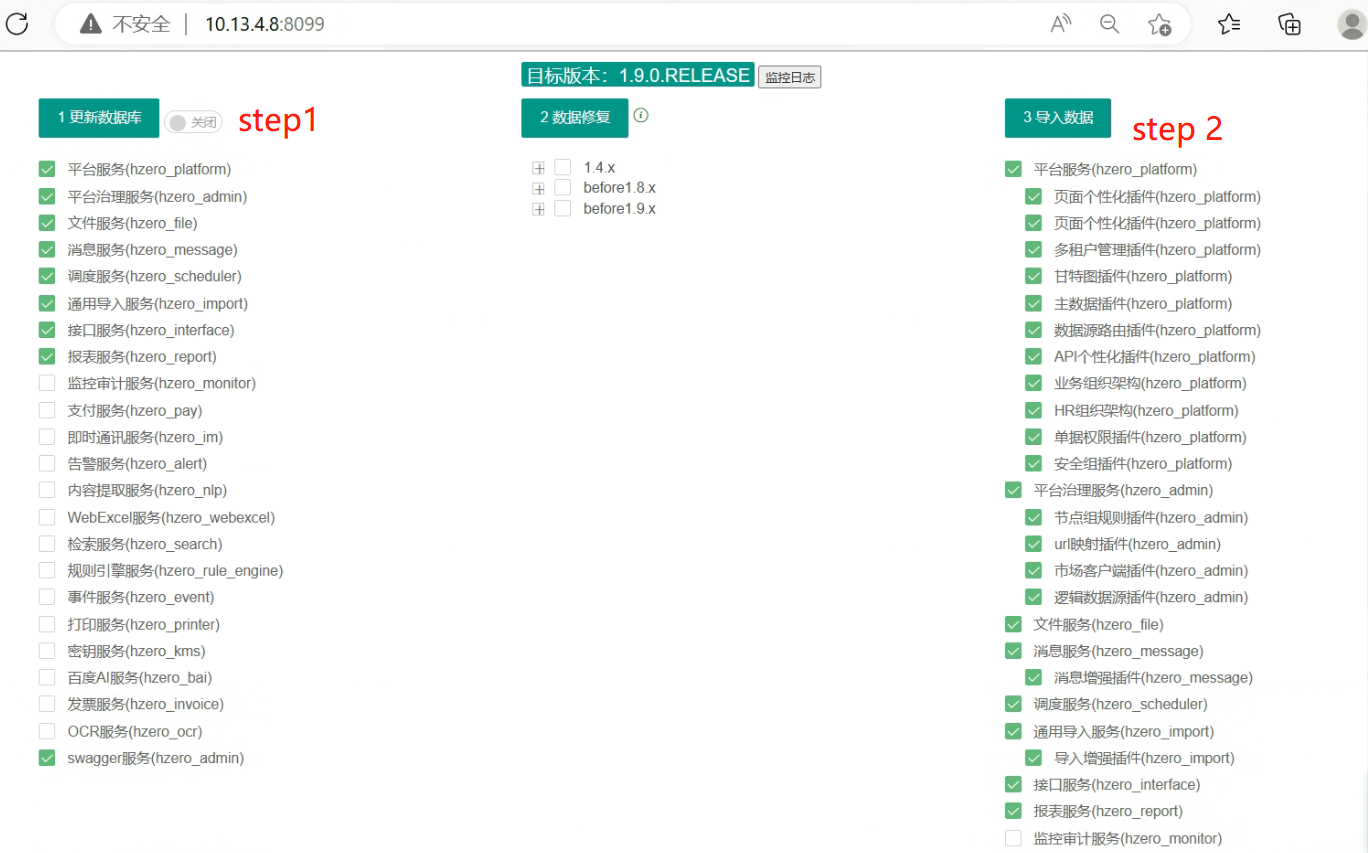 不安全 10.13.4.8:8099
目标版本：1.9.0.RELEASE 监控日志
1 更新数据库 关闭 step1
平台服务(hzero_platform)
平台治理服务(hzero_admin)
文件服务(hzero_file)
消息服务(hzero_message)
调度服务(hzero_scheduler)
通用导入服务(hzero_import)
接口服务(hzero_interface)
报表服务(hzero_report)
监控审计服务(hzero_monitor)
支付服务(hzero_pay)
即时通讯服务(hzero_im)
告警服务(hzero_alert)
内容提取服务(hzero_nlp)
WebExcel服务(hzero_webexcel)
检索服务(hzero_search)
规则引擎服务(hzero_rule_engine)
事件服务(hzero_event)
打印服务(hzero_printer)
密钥服务(hzero_kms)
百度AI服务(hzero_bai)
发票服务(hzero_invoice)
OCR服务(hzero_ocr)
swagger服务(hzero_admin)
2 数据修复
1.4.x
before1.8.x
before1.9.x
3 导入数据 step 2
平台服务(hzero_platform)
页面个性化插件(hzero_platform)
页面个性化插件(hzero_platform)
多租户管理插件(hzero_platform)
甘特图插件(hzero_platform)
主数据插件(hzero_platform)
数据源路由插件(hzero_platform)
API个性化插件(hzero_platform)
业务组织架构(hzero_platform)
HR组织架构(hzero_platform)
单据权限插件(hzero_platform)
安全组插件(hzero_platform)
平台治理服务(hzero_admin)
节点组规则插件(hzero_admin)
url映射插件(hzero_admin)
市场客户端插件(hzero_admin)
逻辑数据源插件(hzero_admin)
文件服务(hzero_file)
消息服务(hzero_message)
消息增强插件(hzero_message)
调度服务(hzero_scheduler)
通用导入服务(hzero_import)
导入增强插件(hzero_import)
接口服务(hzero_interface)
报表服务(hzero_report)
监控审计服务(hzero_monitor)